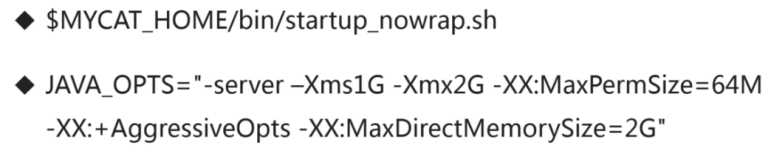 ◆ $MYCAT_HOME/bin/startup_nowrap.sh
◆ JAVA_OPTS="-server –Xms1G -Xmx2G -XX:MaxPermSize=64M
-XX:+AggressiveOpts -XX:MaxDirectMemorySize=2G"